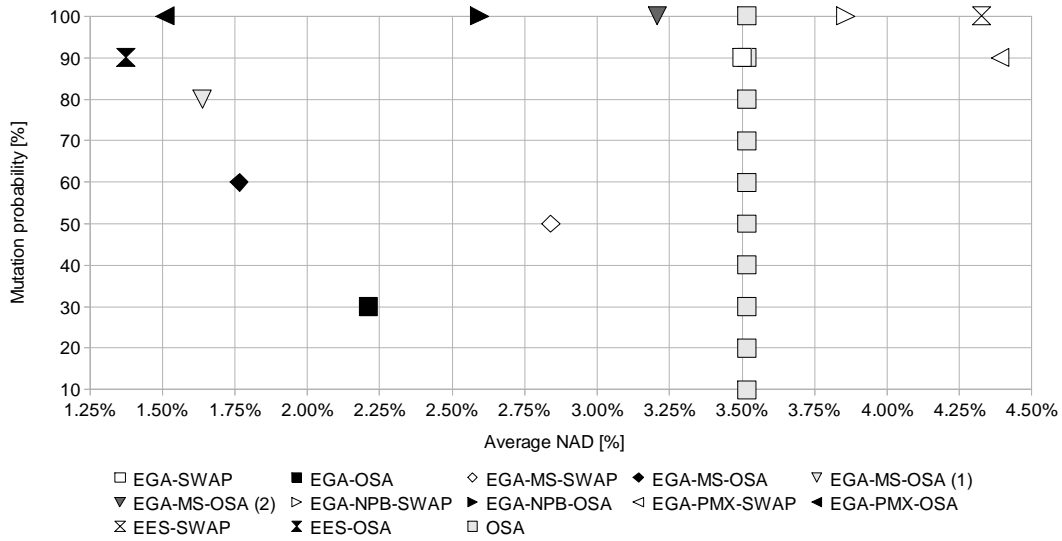 100
90
80
70
60
50
40
30
20
10
Mutation probability [%]
1.25% 1.50% 1.75% 2.00% 2.25% 2.50% 2.75% 3.00% 3.25% 3.50% 3.75% 4.00% 4.25% 4.50%
Average NAD [%]
EGA-SWAP EGA-OSA EGA-MS-SWAP EGA-MS-OSA EGA-MS-OSA (1)
EGA-MS-OSA (2) EGA-NPB-SWAP EGA-NPB-OSA EGA-PMX-SWAP EGA-PMX-OSA
EES-SWAP EES-OSA OSA